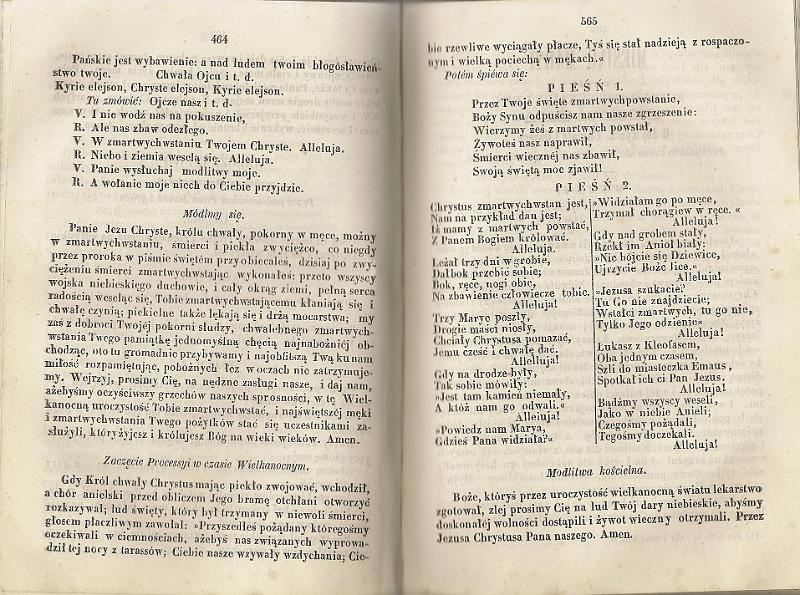 464
Pańskie jest wybawienie: a nad ludem twoim błogosławień-
stwo twoje. Chwała Ojcu i t. d.
Kyrie elejson, Chryste elejson, Kyrie elejson.
Tu zmówić: Ojcze nasz i t. d.
V. I nie wódź nas na pokuszenie,
R. Ale nas zbaw odezłego.
V. W zmartwychwstaniu Twojem Chryste. Alleluja.
R. Niebo i ziemia weselą się. Alleluja.
V. Panie wysłuchaj modlitwy moje.
R. A wołanie moje niech do Ciebie przyjdzie.
Módlmy się.
Panie Jezu Chryste, królu chwały, pokorny w męce, możny
w zmartwychwstaniu, śmierci i piekła zwyciężco, co niegdy
przez proroka w piśmie świętém przyobiecałeś, dzisiaj po zwy-
ciężeniu śmierci zmartwychwstając wykonałeś: przeto wszyscy
wojska niebieskiego duchowie, i cały okrąg ziemi, pełną serca
radością weseląc się, Tobie zmartwychwstającemu kłaniają się i
chwałę czynią; piekielne także lękają się i drżą mocarstwa; my
zaś z dobroci Twojéj pokorni słudzy, chwalebnego zmartwych-
wstania Twego pamiątkę jednomyślną chęcią najnabożniéj ob-
chodząc, oto tu gromadnie przybywamy i najobfitszą Twą ku nam
miłość rozpamiętując, pobożnych łez w oczach nie zatrzymuje-
my. Wejrzyj, prosimy Cię, na nędzne zasługi nasze, i daj nam,
ażebyśmy oczyściwszy grzechów naszych sprosności, w tę Wiel-
kanocną uroczystość Tobie zmartwychwstać, i najświętszéj męki
i zmartwychwstania Twego pożytków stać się uczestnikami za-
służyli, który żyjesz i królujesz Bóg na wieki wieków. Amen.
Zaczęcie Processyi w czasie Wielkanocnym.
Gdy Król chwały Chrystus mając piekło zwojować, wchodził,
a chór anielski przed obliczem Jego bramę otchłani otworzyć
rozkazywał; lud święty, który był trzymany w niewoli śmierci,
głosem płaczliwym zawołał: »Przyszedłeś pożądany któregośmy
oczekiwali w ciemnościach, ażebyś nas związanych wyprowa-
dził tej nocy z tarassów; Ciebie nasze wzywały wzdychania; Cie-
565
bie rzewliwe wyciągały płacze, Tyś się stał nadzieją z rospaczo-
nym i wielką pociechą w mękach.«
Potém śpiewa się:
PIEŚŃ 1.
Przez Twoje święte zmartwychpowstanie,
Boży Synu odpuścisz nam nasze zgrzeszenie:
Wierzymy żeś z martwych powstał,
Żywoteś nasz naprawił,
Smierci wiecznej nas zbawił,
Swoją świętą moc zjawił!
PIEŚŃ 2.
Chrystus zmartwychwstan jest,
Nam na przykład dan jest;
Iż mamy z martwych powstać,
Z Panem Bogiem królować.
Alleluja.
Leżał trzy dni w grobie,
Dał bok przebić sobie;
Bok, ręce, nogi obie,
Na zbawienie człowiecze tobie.
Alleluja!
Trzy Marye poszły,
Drogie maści niosły,
Chciały Chrystusa pomazać,
Jemu cześć i chwałę dać.
Alleluja!
Gdy na drodze były,
Tak sobie mówiły:
»Jest tam kamień niemały,
A któż nam go odwali.«
Alleluja!
»Powiedz nam Marya,
Gdzieś Pana widziała?«
»Widziałam go po męce,
Trzymał chorągiew w ręce. «
Alleluja!
Gdy nad grobem stały,
Rzekł im Anioł biały:
»Nie bójcie się Dziewice,
Ujrzycie Boże lice.«
Alleluja!
»Jezusa szukacie?
Tu Go nie znajdziecie;
Wstałci zmartwych, tu go nie,
Tylko Jego odzienie«
Alleluja!
Łukasz z Kleofasem,
Oba jednym czasem,
Szli do miasteczka Emaus,
Spotkał ich ci Pan Jezus.
Alleluja!
Bądźmy wszyscy weseli,
Jako w niebie Anieli;
Czegośmy pożądali,
Tegośmy doczekali.
Alleluja!
Modlitwa kościelna.
Boże, któryś przez uroczystość wielkanocną światu lekarstwo
zgotował, zlej prosimy Cię na lud Twój dary niebieskie, abyśmy
doskonałej wolności dostąpili i żywot wieczny otrzymali. Przez
Jezusa Chrystusa Pana naszego. Amen.